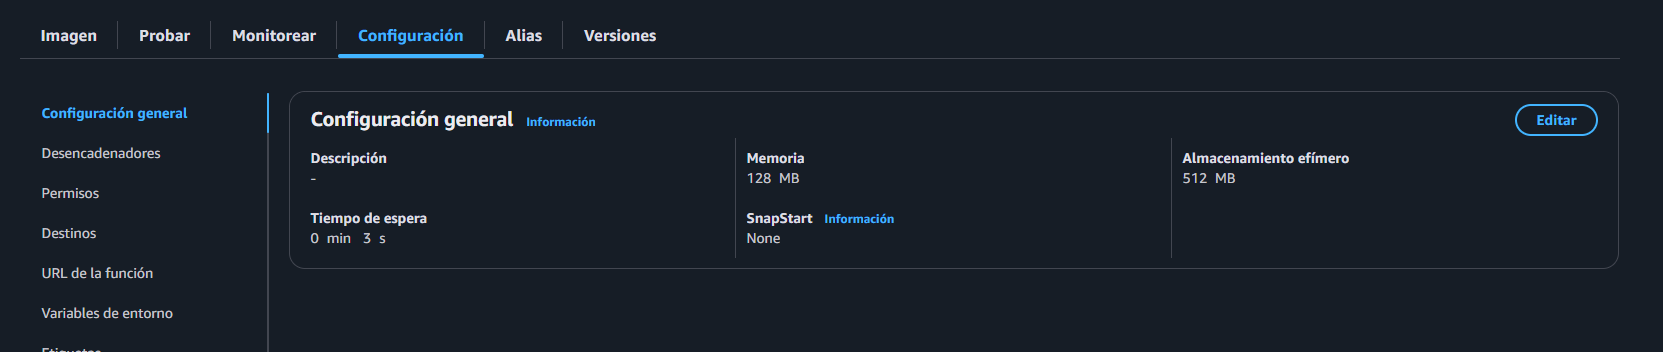 Imagen Probar Monitorear Configuración Alias Versiones
Configuración general
Desencadenadores
Permisos
Destinos
URL de la función
Variables de entorno
Etiquetas
Configuración general Información
Editar
Descripción
-
Memoria
128 MB
Almacenamiento efímero
512 MB
Tiempo de espera
0 min 3 s
SnapStart Información
None